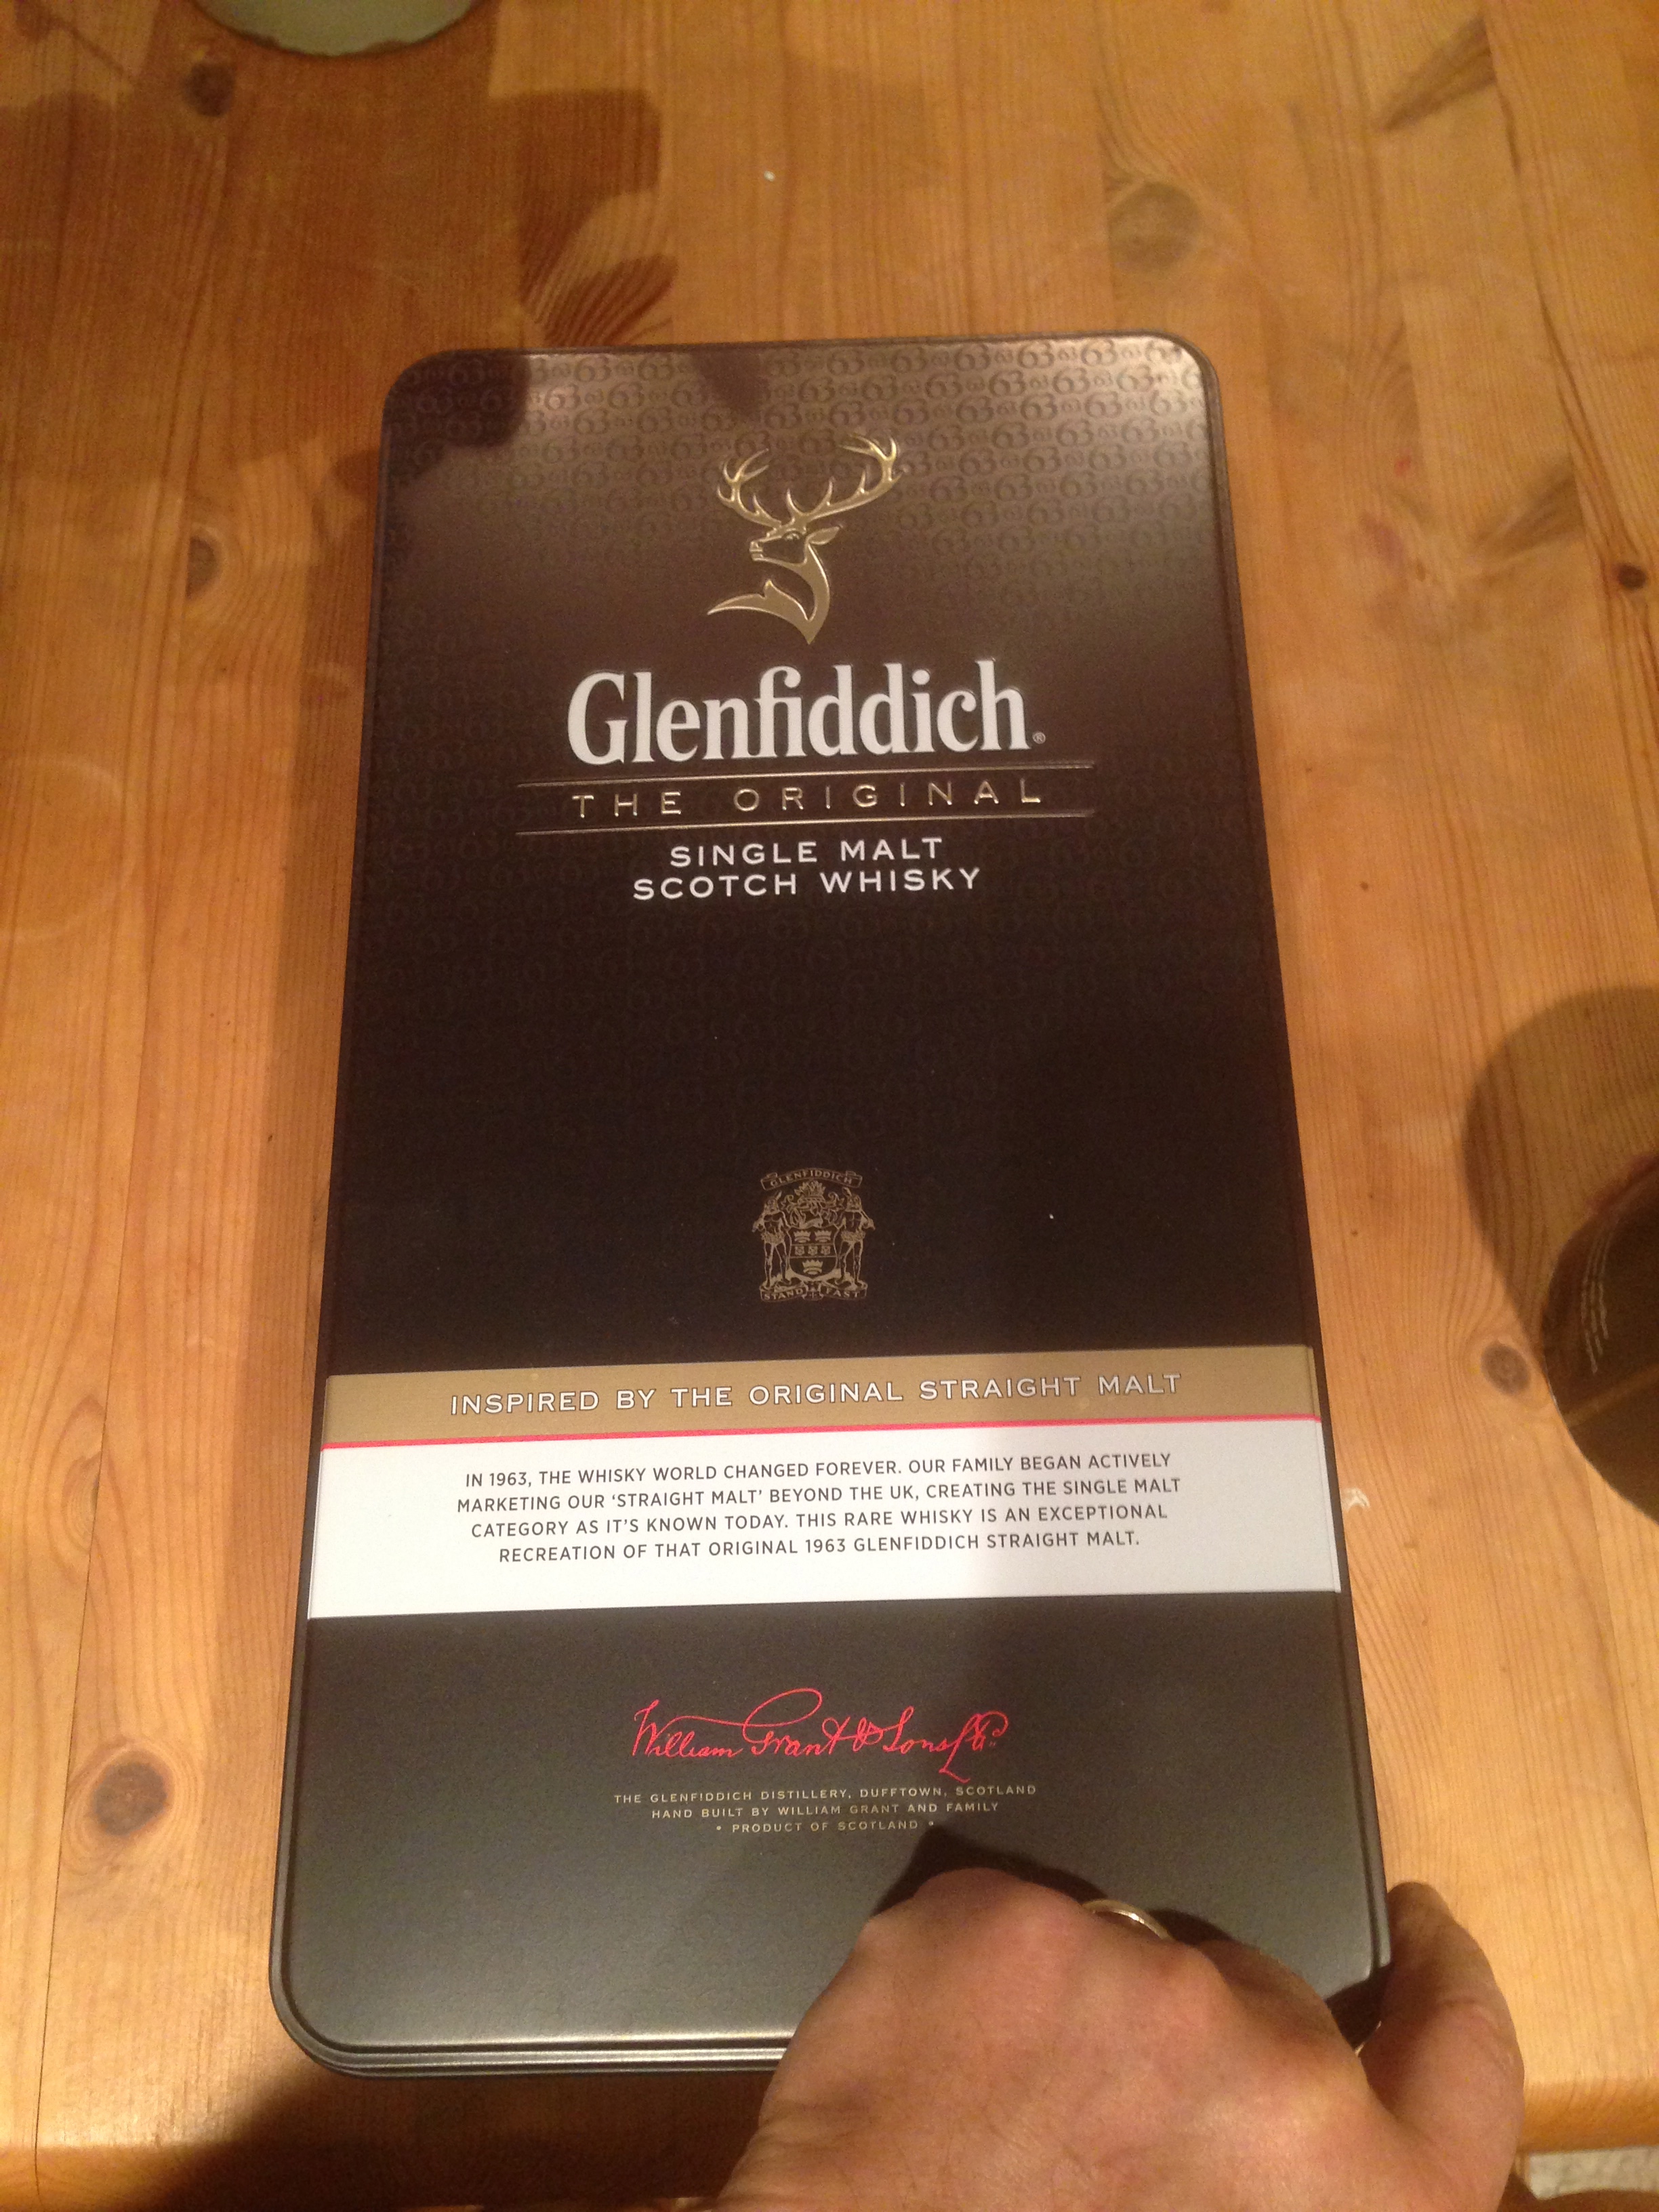 Glenfiddich®
THE ORIGINAL
SINGLE MALT
SCOTCH WHISKY
GLENFIDDICH
STAND FAST
INSPIRED BY THE ORIGINAL STRAIGHT MALT
IN 1963, THE WHISKY WORLD CHANGED FOREVER. OUR FAMILY BEGAN ACTIVELY
MARKETING OUR ‘STRAIGHT MALT’ BEYOND THE UK, CREATING THE SINGLE MALT
CATEGORY AS IT’S KNOWN TODAY. THIS RARE WHISKY IS AN EXCEPTIONAL
RECREATION OF THAT ORIGINAL 1963 GLENFIDDICH STRAIGHT MALT.
William Grant & Sons Ltd.
THE GLENFIDDICH DISTILLERY, DUFFTOWN, SCOTLAND
HAND BUILT BY WILLIAM GRANT AND FAMILY
• PRODUCT OF SCOTLAND •